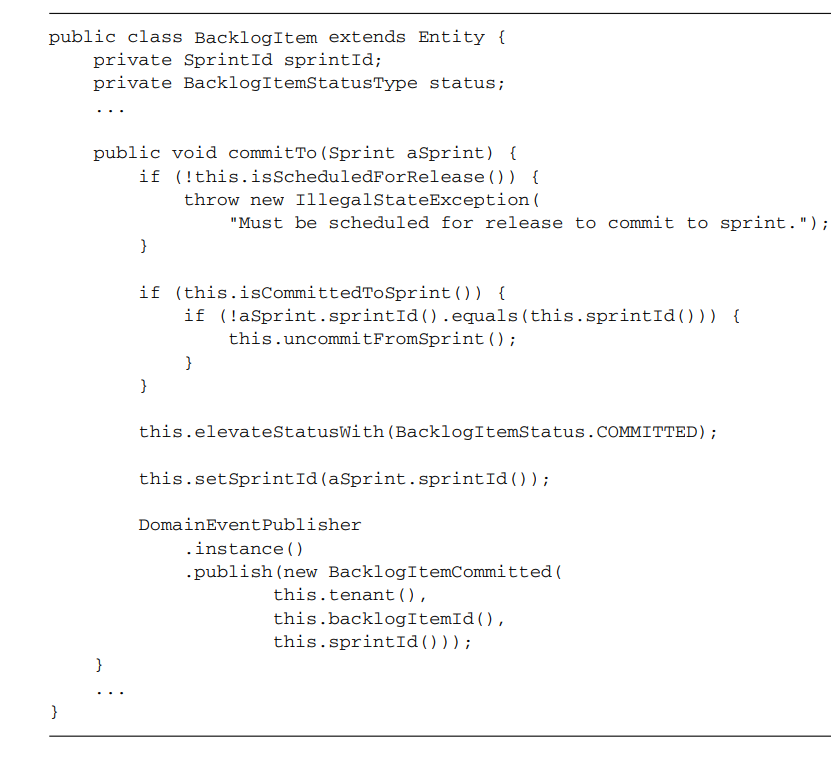 public class BacklogItem extends Entity {
    private SprintId sprintId;
    private BacklogItemStatusType status;
    ...

    public void commitTo(Sprint aSprint) {
        if (!this.isScheduledForRelease()) {
            throw new IllegalStateException(
                "Must be scheduled for release to commit to sprint.");
        }

        if (this.isCommittedToSprint()) {
            if (!aSprint.sprintId().equals(this.sprintId())) {
                this.uncommitFromSprint();
            }
        }

        this.elevateStatusWith(BacklogItemStatus.COMMITTED);

        this.setSprintId(aSprint.sprintId());

        DomainEventPublisher
            .instance()
            .publish(new BacklogItemCommitted(
                    this.tenant(),
                    this.backlogItemId(),
                    this.sprintId()));
    }
    ...
}